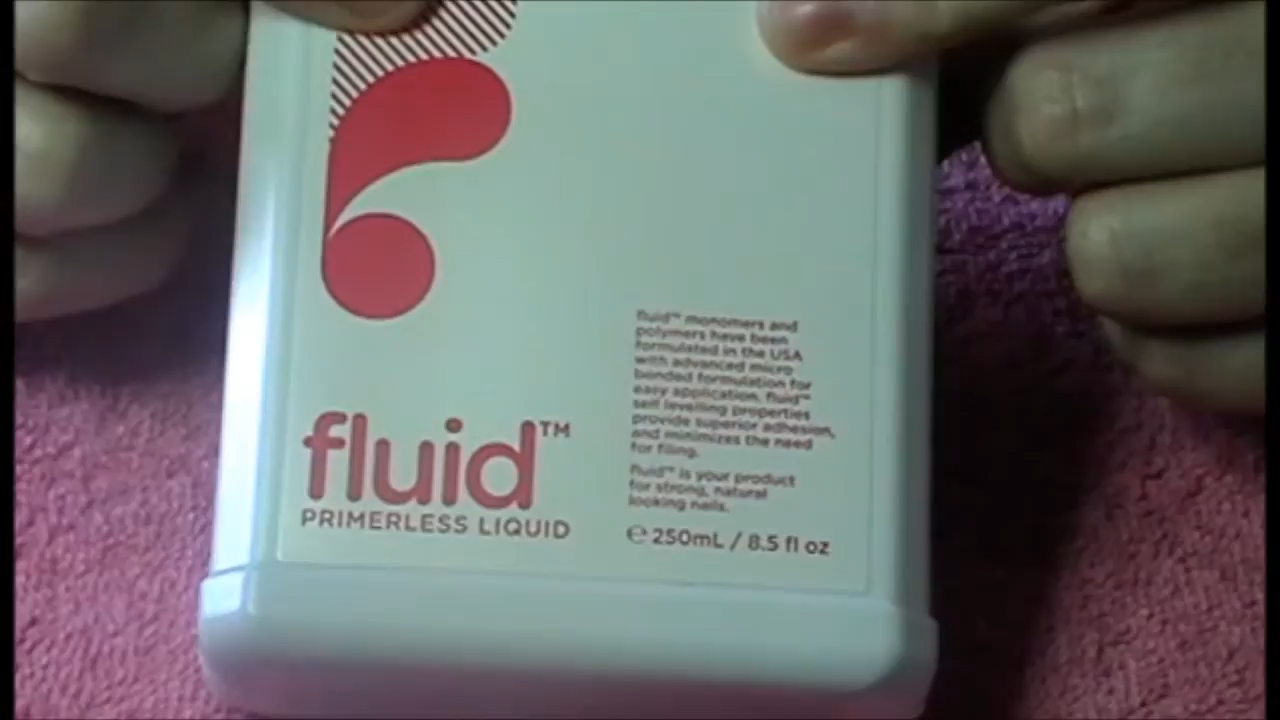 fluid™
PRIMERLESS LIQUID
fluid™ monomers and
polymers have been
formulated in the USA
with advanced micro
bonded formulation for
easy application. fluid™
self levelling properties
provide superior adhesion,
and minimizes the need
for filing.
fluid™ is your product
for strong, natural
looking nails.
℮ 250mL / 8.5 fl oz